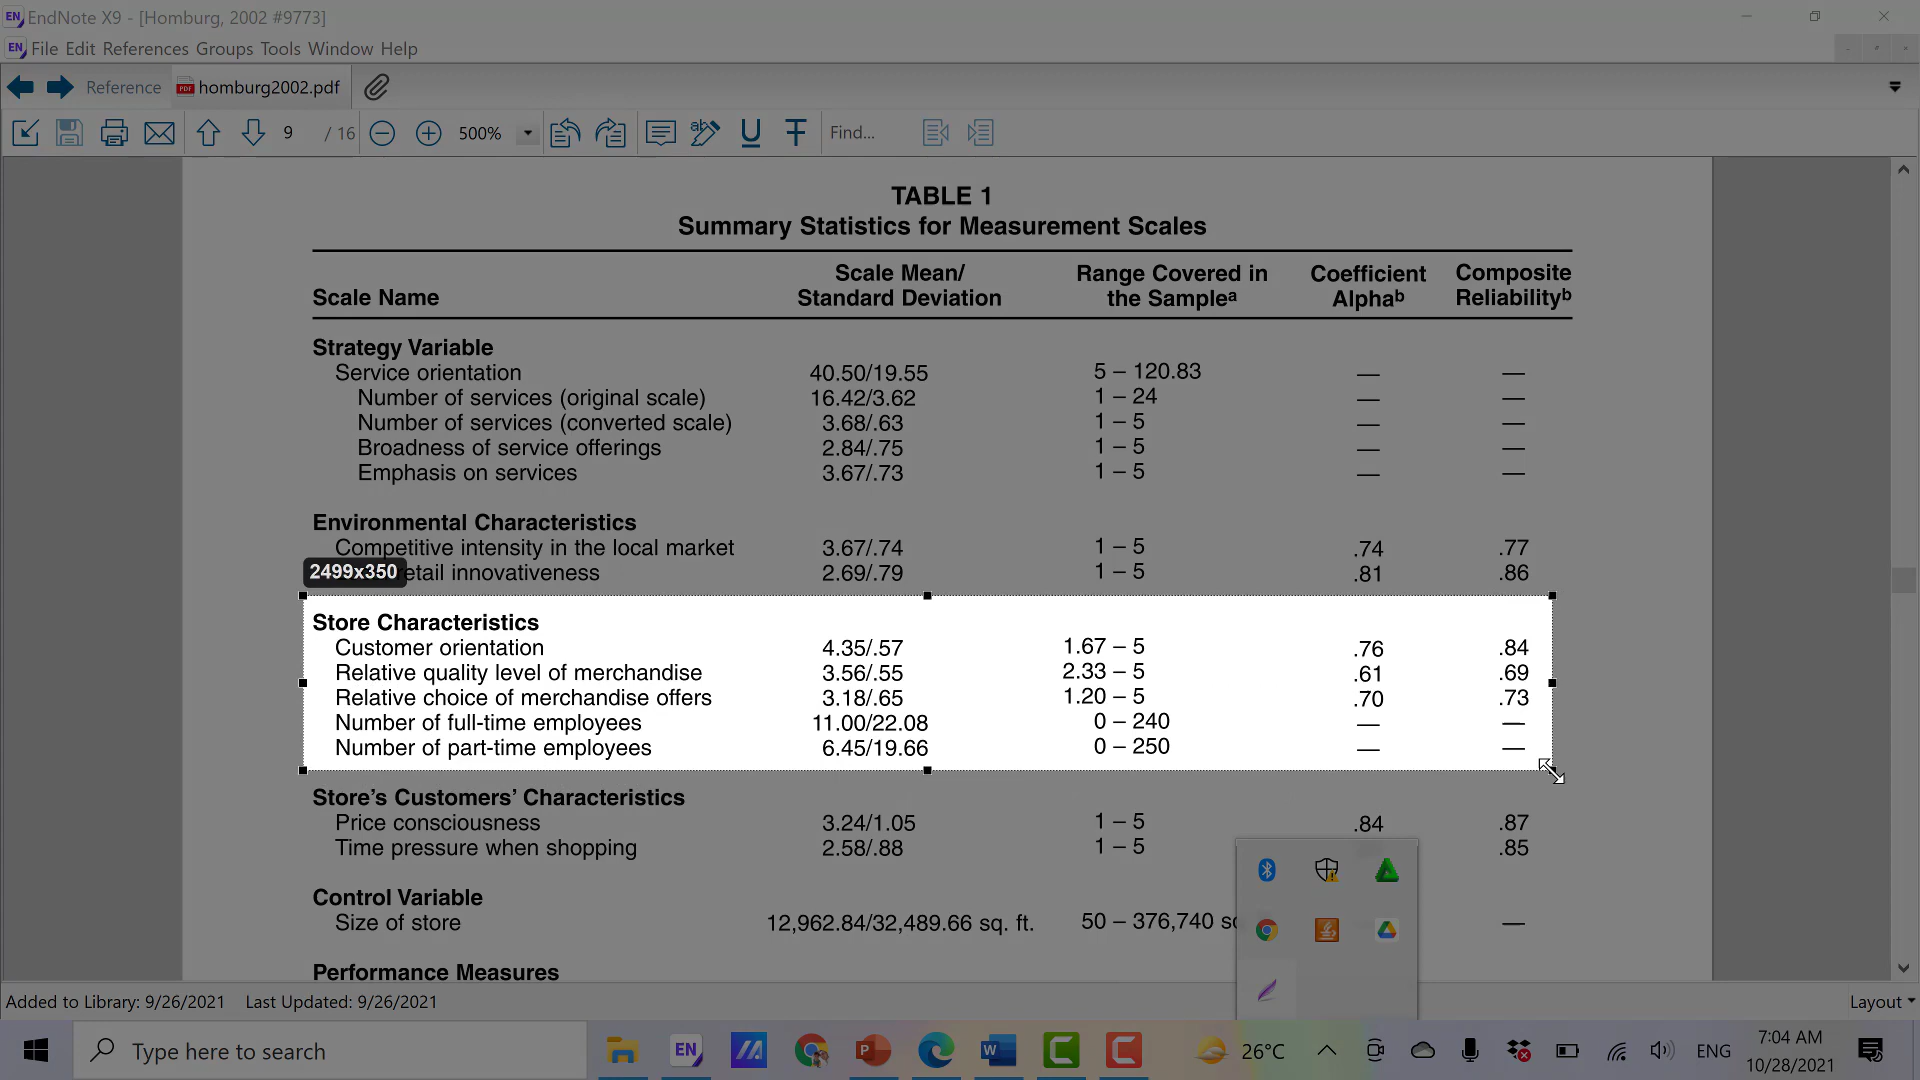 EndNote X9 - [Homburg, 2002 #9773]
File Edit References Groups Tools Window Help
Reference homburg2002.pdf
9 / 16 500% Find...
TABLE 1
Summary Statistics for Measurement Scales
Scale Name Scale Mean/ Standard Deviation Range Covered in the Sampleᵃ Coefficient Alphaᵇ Composite Reliabilityᵇ
Strategy Variable
Service orientation 40.50/19.55 5 – 120.83 — —
Number of services (original scale) 16.42/3.62 1 – 24 — —
Number of services (converted scale) 3.68/.63 1 – 5 — —
Broadness of service offerings 2.84/.75 1 – 5 — —
Emphasis on services 3.67/.73 1 – 5 — —
Environmental Characteristics
Competitive intensity in the local market 3.67/.74 1 – 5 .74 .77
2499x350
etail innovativeness 2.69/.79 1 – 5 .81 .86
Store Characteristics
Customer orientation 4.35/.57 1.67 – 5 .76 .84
Relative quality level of merchandise 3.56/.55 2.33 – 5 .61 .69
Relative choice of merchandise offers 3.18/.65 1.20 – 5 .70 .73
Number of full-time employees 11.00/22.08 0 – 240 — —
Number of part-time employees 6.45/19.66 0 – 250 — —
Store's Customers' Characteristics
Price consciousness 3.24/1.05 1 – 5 .84 .87
Time pressure when shopping 2.58/.88 1 – 5 .85
Control Variable
Size of store 12,962.84/32,489.66 sq. ft. 50 – 376,740 —
Performance Measures
Added to Library: 9/26/2021 Last Updated: 9/26/2021 Layout
Type here to search 26°C ENG 7:04 AM
10/28/2021